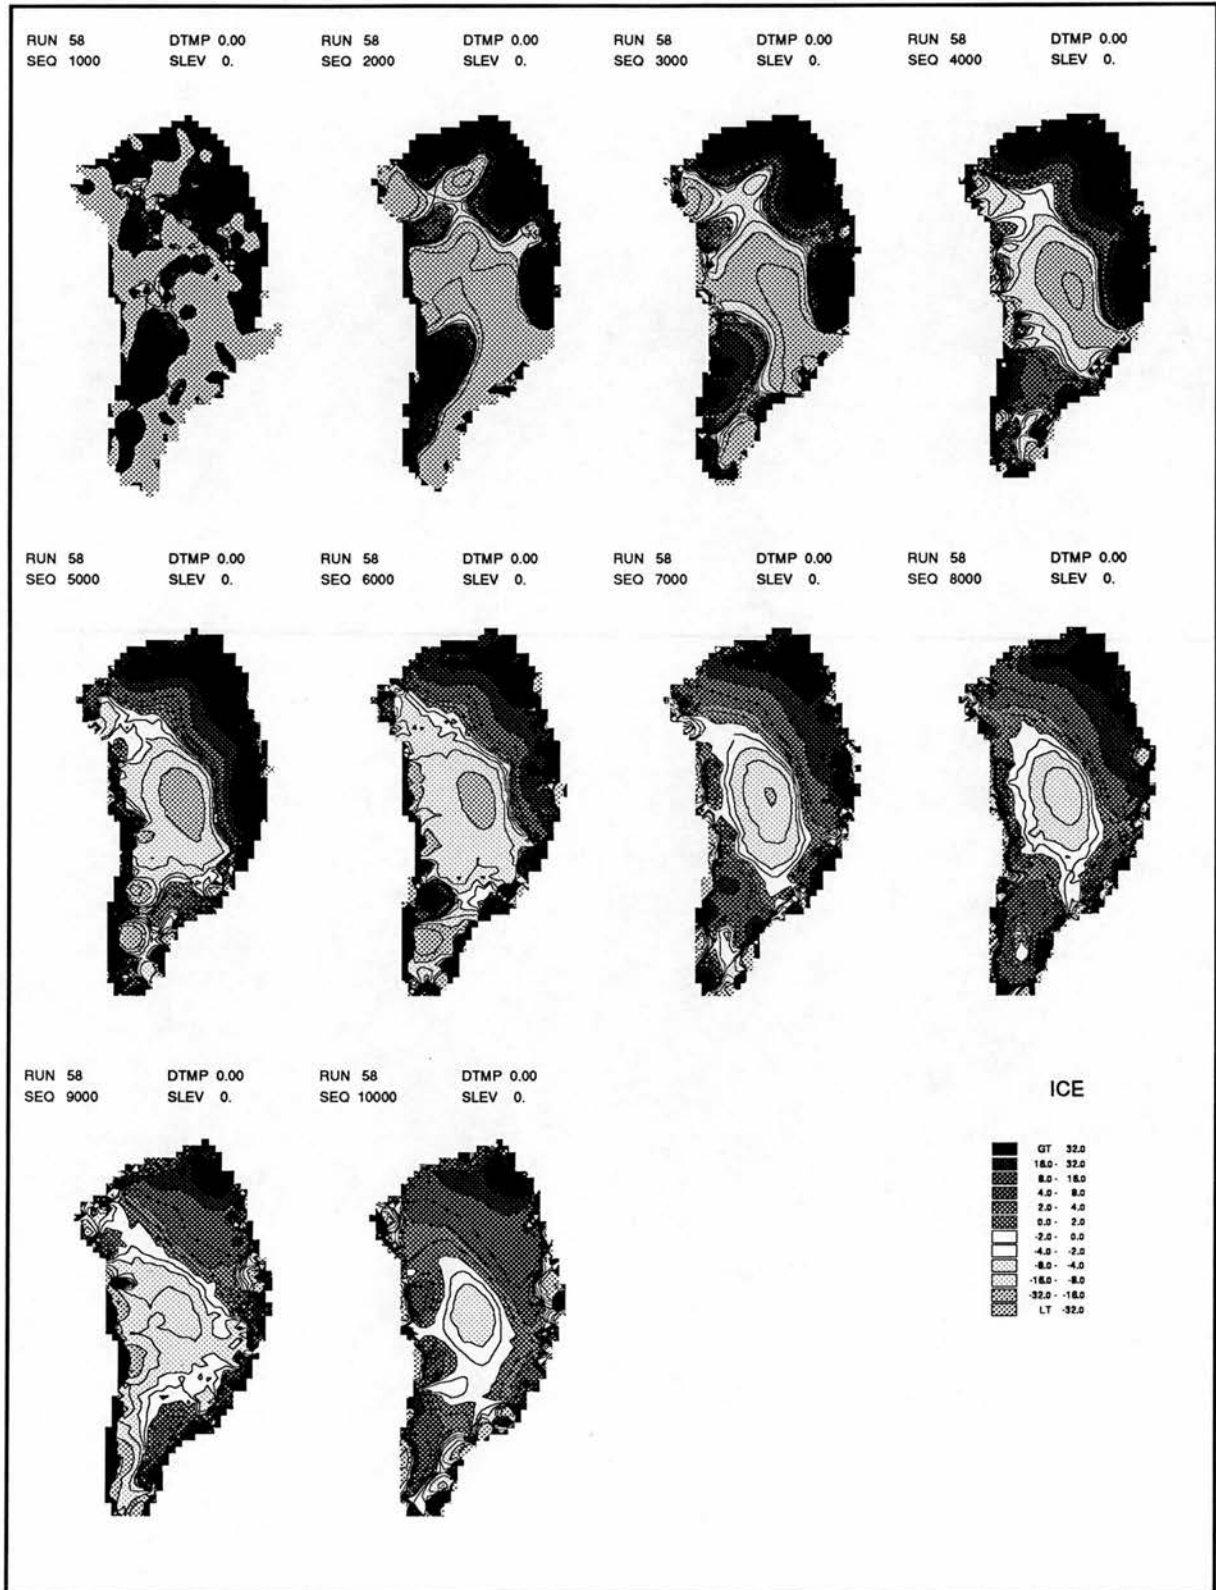 RUN 58 DTMP 0.00 RUN 58 DTMP 0.00 RUN 58 DTMP 0.00 RUN 58 DTMP 0.00
SEQ 1000 SLEV 0. SEQ 2000 SLEV 0. SEQ 3000 SLEV 0. SEQ 4000 SLEV 0.
RUN 58 DTMP 0.00 RUN 58 DTMP 0.00 RUN 58 DTMP 0.00 RUN 58 DTMP 0.00
SEQ 5000 SLEV 0. SEQ 6000 SLEV 0. SEQ 7000 SLEV 0. SEQ 8000 SLEV 0.
RUN 58 DTMP 0.00 RUN 58 DTMP 0.00
SEQ 9000 SLEV 0. SEQ 10000 SLEV 0.
ICE
GT 32.0
16.0 - 32.0
8.0 - 16.0
4.0 - 8.0
2.0 - 4.0
0.0 - 2.0
-2.0 - 0.0
-4.0 - -2.0
-8.0 - -4.0
-16.0 - -8.0
-32.0 - -16.0
LT -32.0